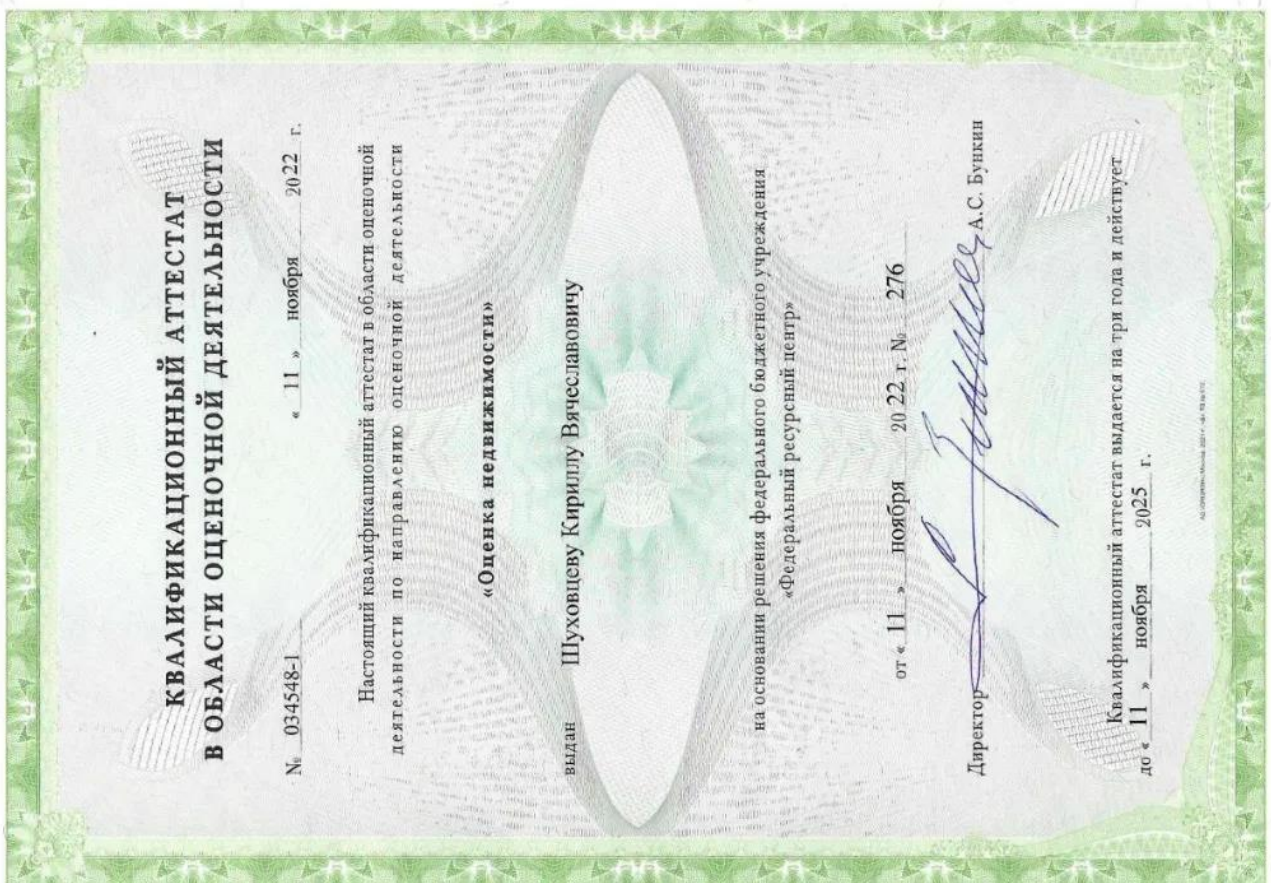 КВАЛИФИКАЦИОННЫЙ АТТЕСТАТ
В ОБЛАСТИ ОЦЕНОЧНОЙ ДЕЯТЕЛЬНОСТИ
№ 034548-1 « 11 » ноября 2022 г.
Настоящий квалификационный аттестат в области оценочной
деятельности по направлению оценочной деятельности
«Оценка недвижимости»
выдан Шуховцеву Кириллу Вячеславовичу
на основании решения федерального бюджетного учреждения
«Федеральный ресурсный центр»
от « 11 » ноября 20 22 г. № 276
Директор А.С. Бункин
Квалификационный аттестат выдается на три года и действует
до « 11 » ноября 2025 г.